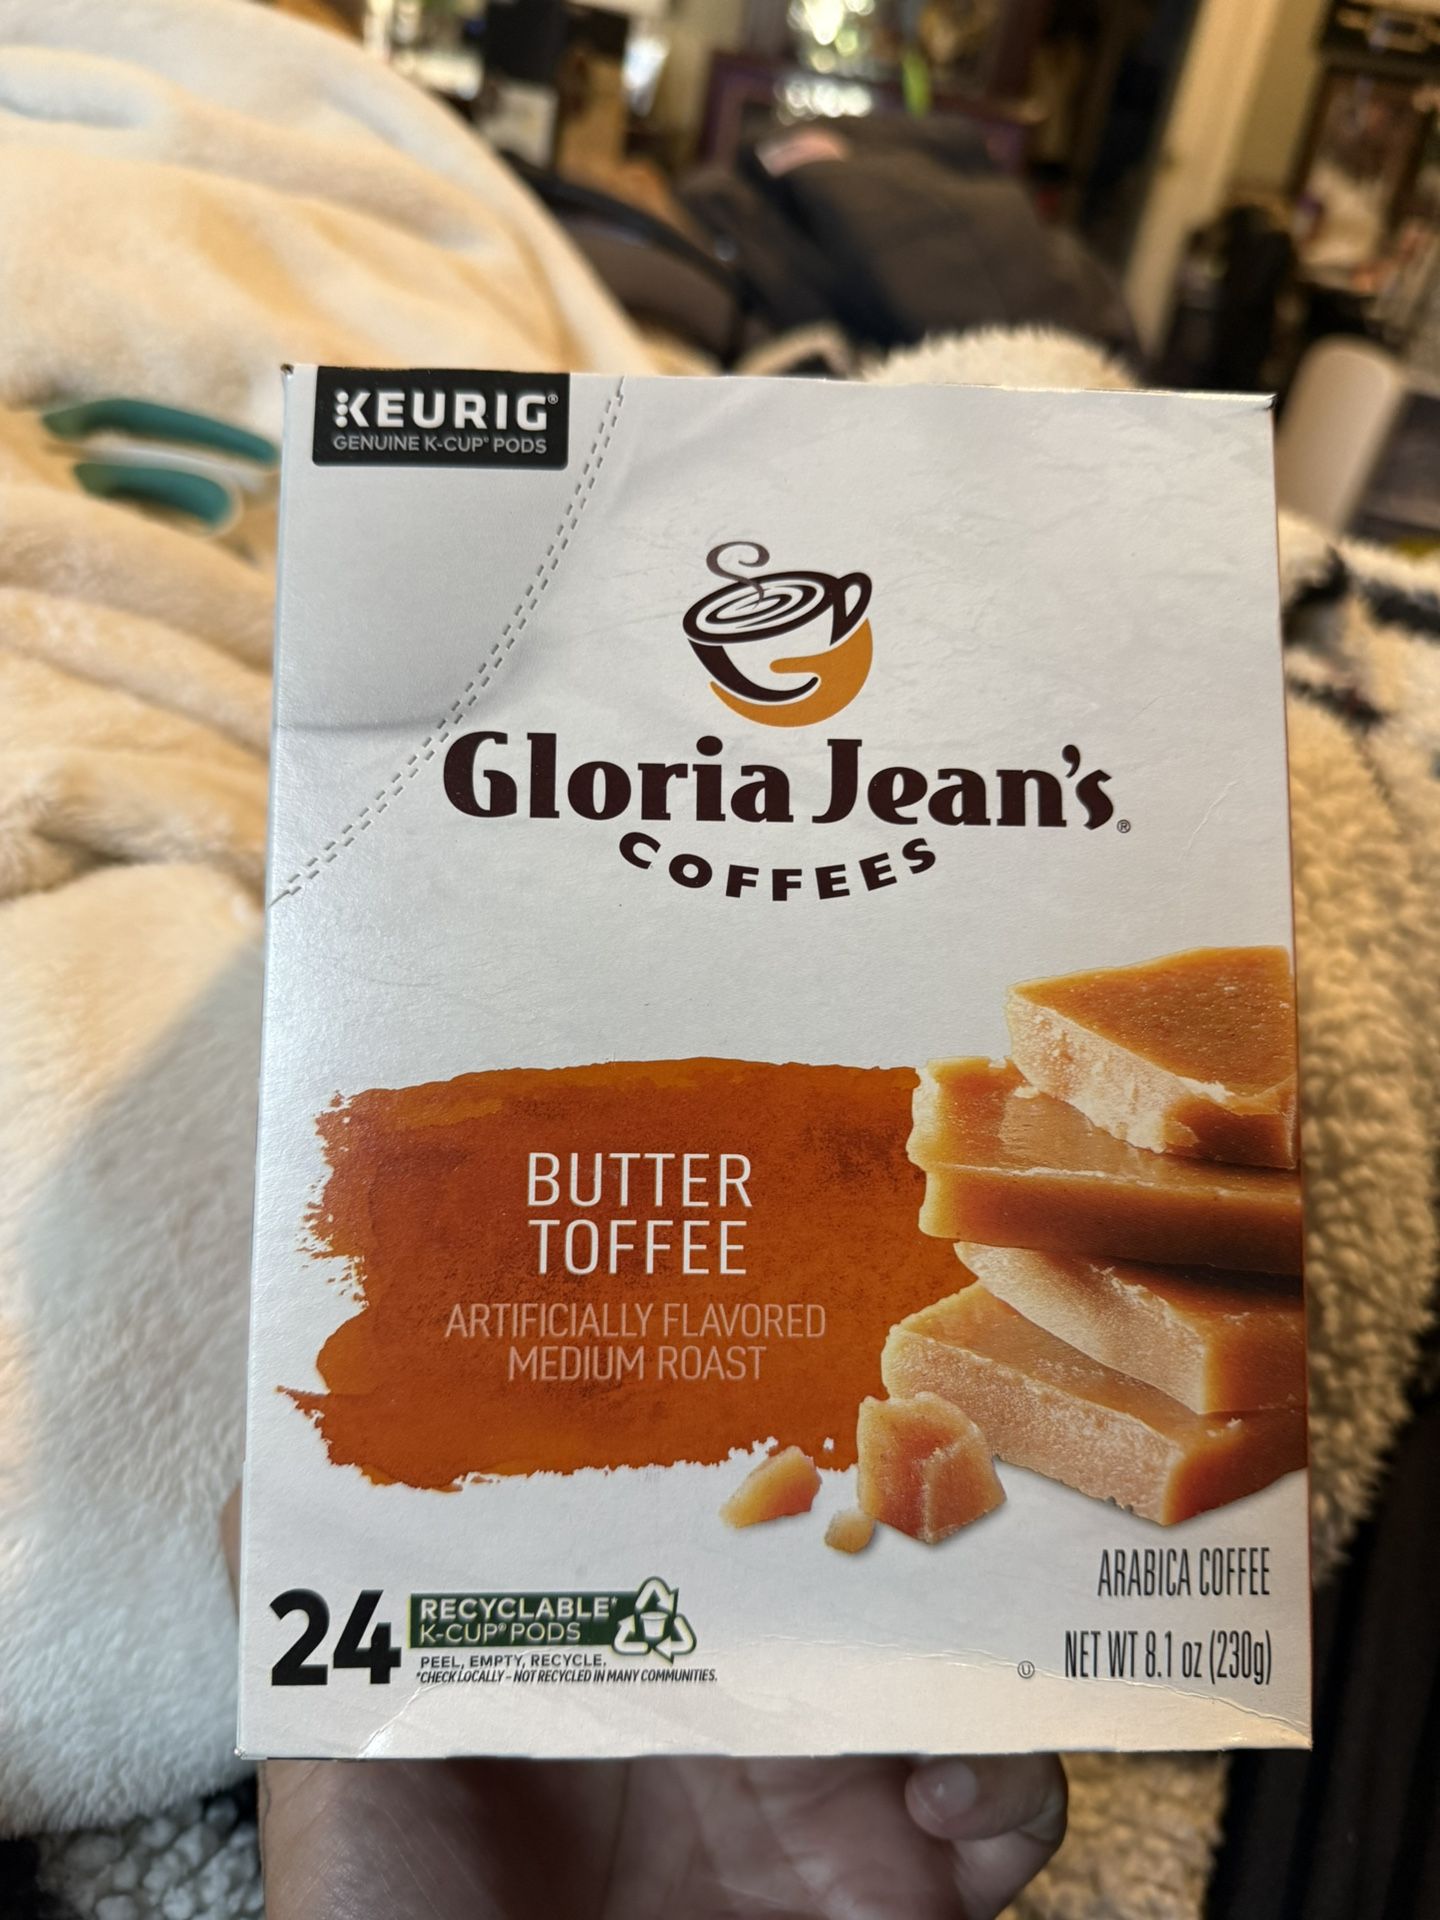 KEURIG®
GENUINE K-CUP® PODS
Gloria Jean's®
COFFEES
BUTTER
TOFFEE
ARTIFICIALLY FLAVORED
MEDIUM ROAST
24
RECYCLABLE*
K-CUP® PODS
PEEL, EMPTY, RECYCLE.
*CHECK LOCALLY – NOT RECYCLED IN MANY COMMUNITIES.
ARABICA COFFEE
Ⓤ NET WT 8.1 oz (230g)